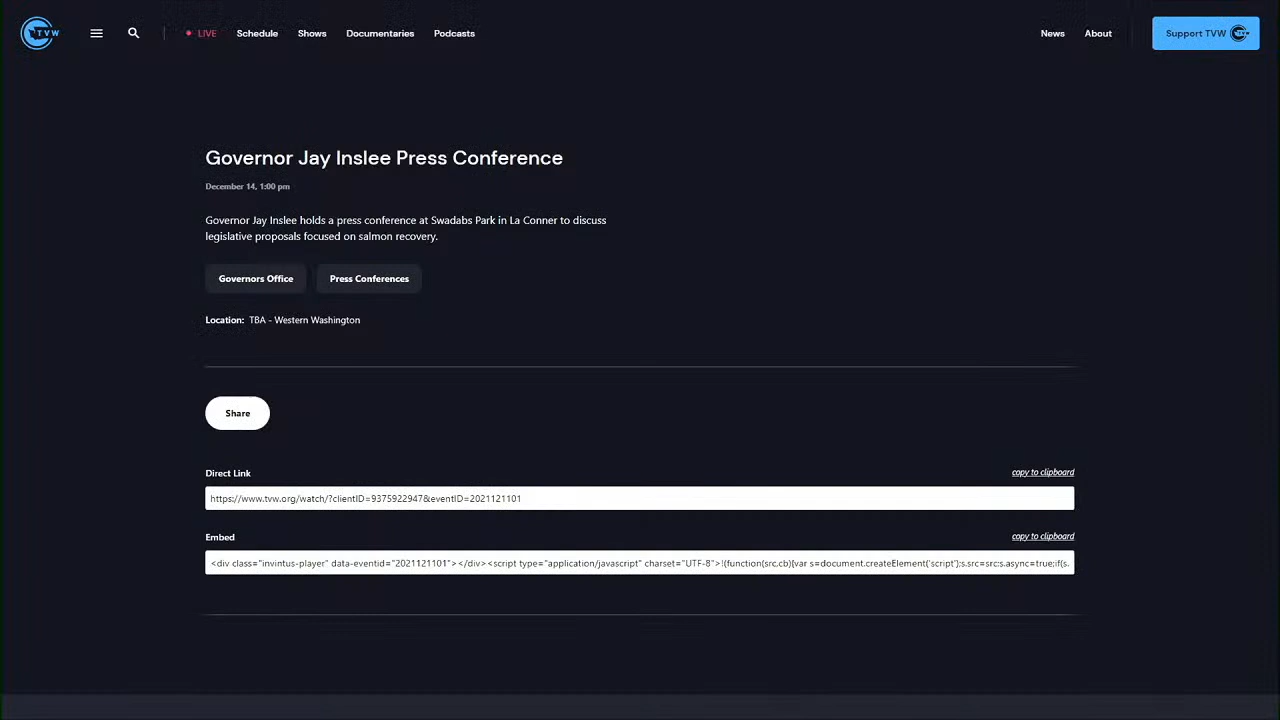 TVW
LIVE Schedule Shows Documentaries Podcasts News About Support TVW
Governor Jay Inslee Press Conference
December 14, 1:00 pm
Governor Jay Inslee holds a press conference at Swadabs Park in La Conner to discuss
legislative proposals focused on salmon recovery.
Governors Office Press Conferences
Location: TBA - Western Washington
Share
Direct Link copy to clipboard
https://www.tvw.org/watch/?clientID=9375922947&eventID=2021121101
Embed copy to clipboard
<div class="invintus-player" data-eventid="2021121101"></div><script type="application/javascript" charset="UTF-8">!(function(src,cb){var s=document.createElement('script');s.src=src;s.async=true;if(s.